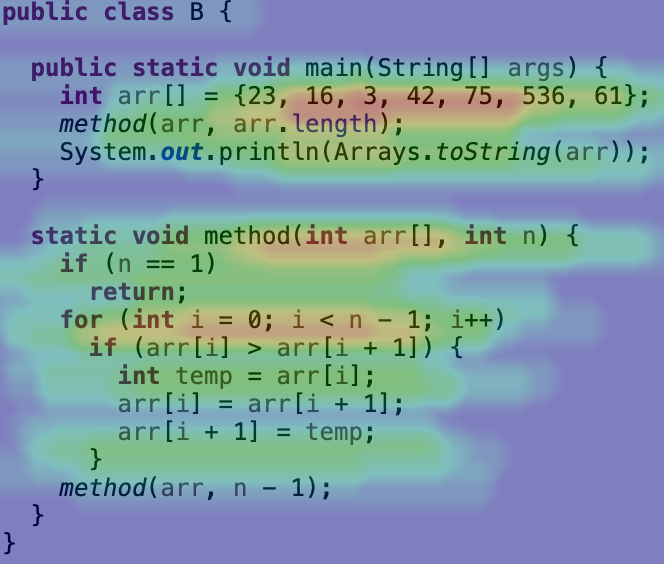 public class B {
public static void main(String[] args) {
int arr[] = {23, 16, 3, 42, 75, 536, 61};
method(arr, arr.length);
System.out.println(Arrays.toString(arr));
}
static void method(int arr[], int n) {
if (n == 1)
return;
for (int i = 0; i < n - 1; i++)
if (arr[i] > arr[i + 1]) {
int temp = arr[i];
arr[i] = arr[i + 1];
arr[i + 1] = temp;
}
method(arr, n - 1);
}
}